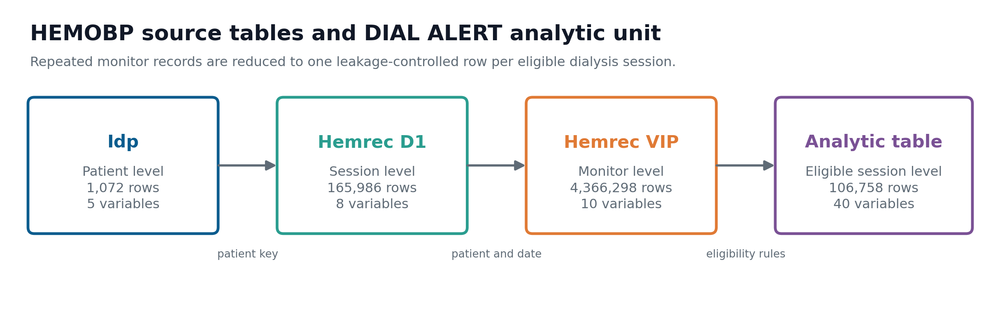 HEMOBP source tables and DIAL ALERT analytic unit
Repeated monitor records are reduced to one leakage-controlled row per eligible dialysis session.
Idp
Patient level
1,072 rows
5 variables
Hemrec D1
Session level
165,986 rows
8 variables
Hemrec VIP
Monitor level
4,366,298 rows
10 variables
Analytic table
Eligible session level
106,758 rows
40 variables
patient key
patient and date
eligibility rules